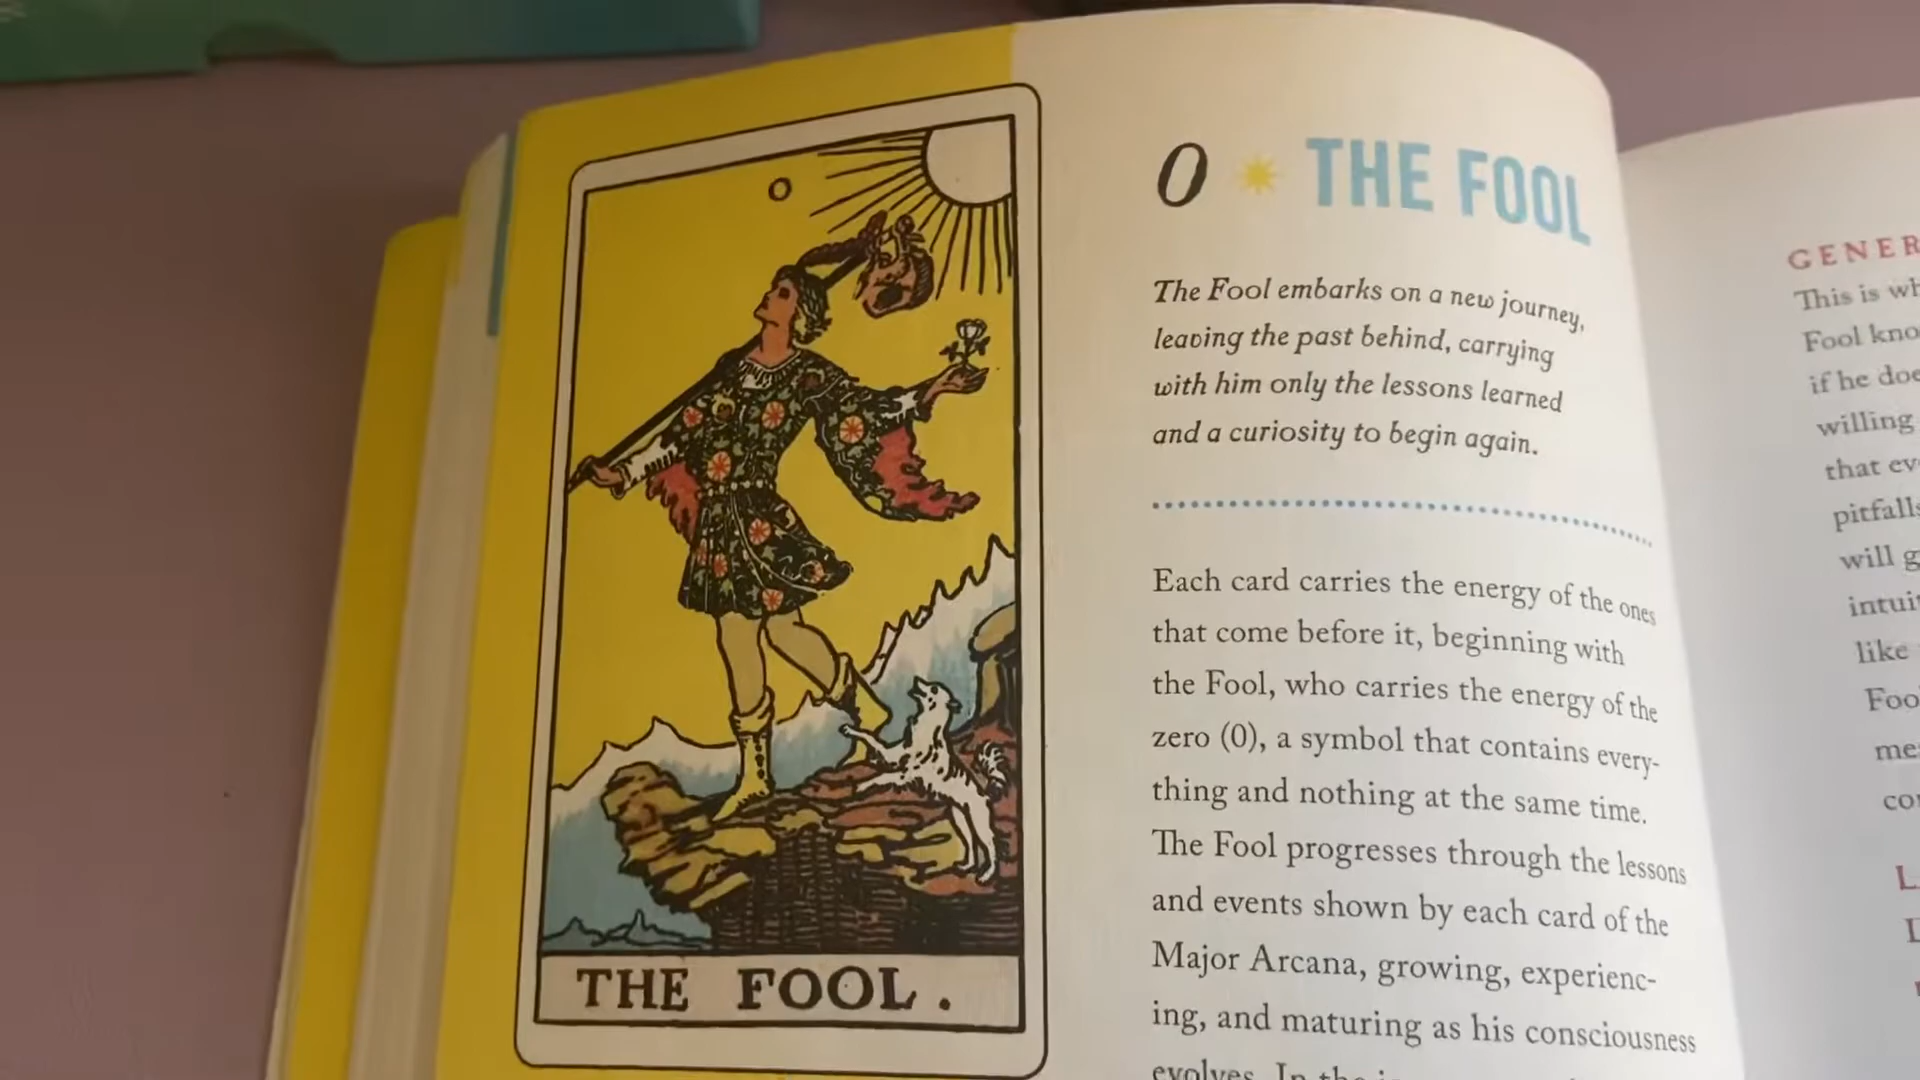 0
THE FOOL.
0 THE FOOL
The Fool embarks on a new journey,
leaving the past behind, carrying
with him only the lessons learned
and a curiosity to begin again.
Each card carries the energy of the ones
that come before it, beginning with
the Fool, who carries the energy of the
zero (0), a symbol that contains every-
thing and nothing at the same time.
The Fool progresses through the lessons
and events shown by each card of the
Major Arcana, growing, experienc-
ing, and maturing as his consciousness
evolves. In the
This is
Fool
if he
willing
that
pitfalls
will
like